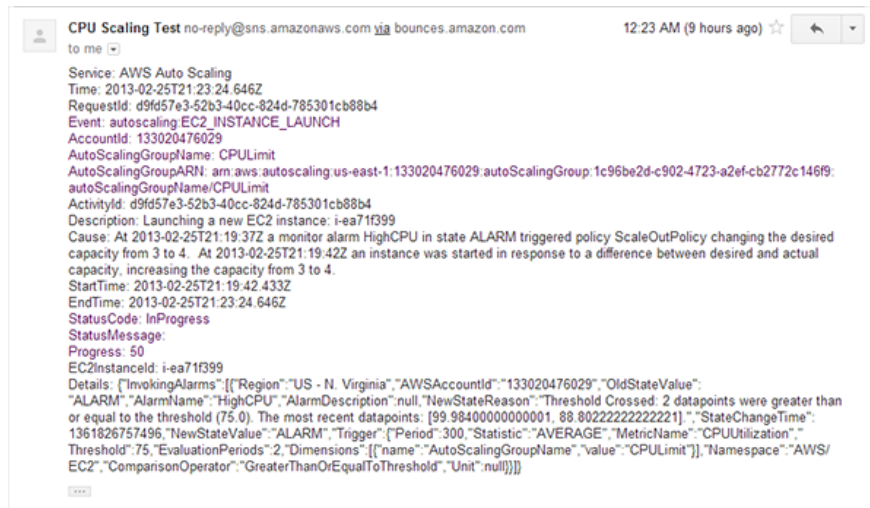 CPU Scaling Test no-reply@sns.amazonaws.com via bounces.amazon.com 12:23 AM (9 hours ago)
to me
Service: AWS Auto Scaling
Time: 2013-02-25T21:23:24.646Z
RequestId: d9fd57e3-52b3-40cc-824d-785301cb88b4
Event: autoscaling:EC2_INSTANCE_LAUNCH
AccountId: 133020476029
AutoScalingGroupName: CPULimit
AutoScalingGroupARN: arn:aws:autoscaling:us-east-1:133020476029:autoScalingGroup:1c96be2d-c902-4723-a2ef-cb2772c146f9:
autoScalingGroupName/CPULimit
ActivityId: d9fd57e3-52b3-40cc-824d-785301cb88b4
Description: Launching a new EC2 instance: i-ea71f399
Cause: At 2013-02-25T21:19:37Z a monitor alarm HighCPU in state ALARM triggered policy ScaleOutPolicy changing the desired
capacity from 3 to 4.  At 2013-02-25T21:19:42Z an instance was started in response to a difference between desired and actual
capacity, increasing the capacity from 3 to 4.
StartTime: 2013-02-25T21:19:42.433Z
EndTime: 2013-02-25T21:23:24.646Z
StatusCode: InProgress
StatusMessage:
Progress: 50
EC2InstanceId: i-ea71f399
Details: {"InvokingAlarms":[{"Region":"US - N. Virginia","AWSAccountId":"133020476029","OldStateValue":
"ALARM","AlarmName":"HighCPU","AlarmDescription":null,"NewStateReason":"Threshold Crossed: 2 datapoints were greater than
or equal to the threshold (75.0). The most recent datapoints: [99.98400000000001, 88.80222222222221].","StateChangeTime":
1361826757496,"NewStateValue":"ALARM","Trigger":{"Period":300,"Statistic":"AVERAGE","MetricName":"CPUUtilization","
Threshold":75,"EvaluationPeriods":2,"Dimensions":[{"name":"AutoScalingGroupName","value":"CPULimit"}],"Namespace":"AWS/
EC2","ComparisonOperator":"GreaterThanOrEqualToThreshold","Unit":null}}]}